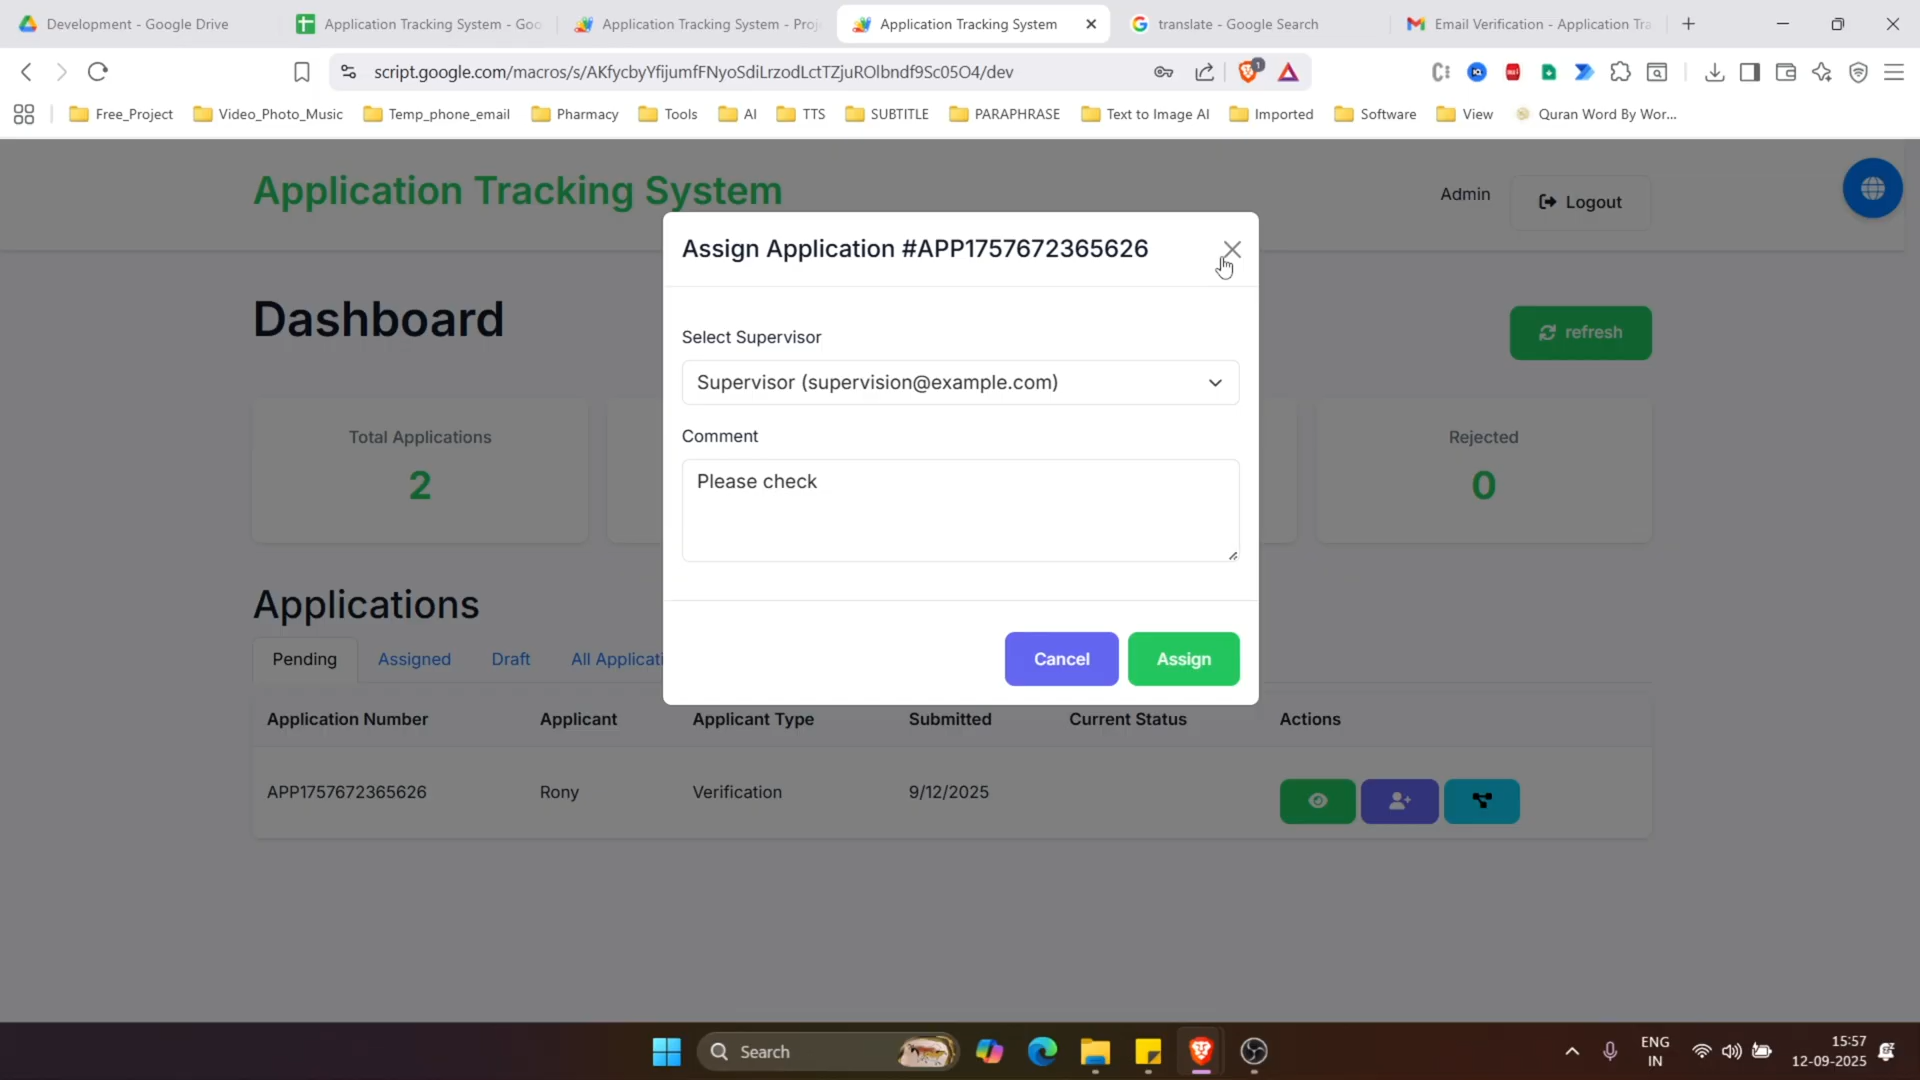 Development - Google Drive
Application Tracking System - Goo
Application Tracking System - Proj
Application Tracking System
translate - Google Search
Email Verification - Application Tra
script.google.com/macros/s/AKfycbyYfijumfFNyoSdiLrzodLctTZjuROlbndf9Sc05O4/dev
1
Free_Project
Video_Photo_Music
Temp_phone_email
Pharmacy
Tools
AI
TTS
SUBTITLE
PARAPHRASE
Text to Image AI
Imported
Software
View
Quran Word By Wor...
Application Tracking System
Admin
Logout
Assign Application #APP1757672365626
Dashboard
refresh
Select Supervisor
Supervisor (supervision@example.com)
Comment
Please check
Total Applications
2
Rejected
0
Cancel
Assign
Applications
Pending
Assigned
Draft
All Applicati
Application Number
Applicant
Applicant Type
Submitted
Current Status
Actions
APP1757672365626
Rony
Verification
9/12/2025
Search
ENG
IN
15:57
12-09-2025